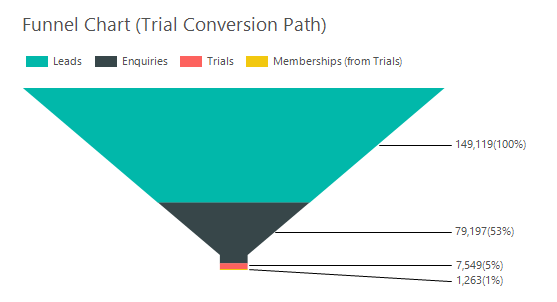 Funnel Chart (Trial Conversion Path)
Leads Enquiries Trials Memberships (from Trials)
149,119(100%)
79,197(53%)
7,549(5%)
1,263(1%)